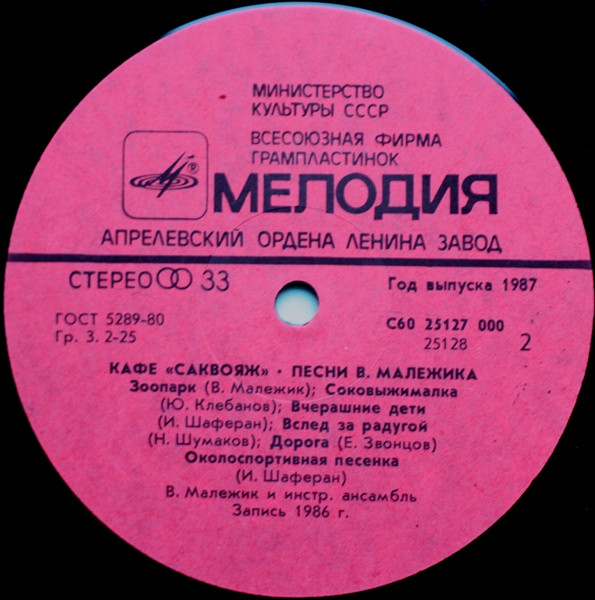 МИНИСТЕРСТВО
КУЛЬТУРЫ СССР
ВСЕСОЮЗНАЯ ФИРМА
ГРАМПЛАСТИНОК
®
МЕЛОДИЯ
АПРЕЛЕВСКИЙ ОРДЕНА ЛЕНИНА ЗАВОД
СТЕРЕО 33
Год выпуска 1987
ГОСТ 5289-80
Гр. 3. 2-25
С60 25127 000
25128
2
КАФЕ «САКВОЯЖ» · ПЕСНИ В. МАЛЕЖИКА
Зоопарк (В. Малежик); Соковыжималка
(Ю. Клебанов); Вчерашние дети
(И. Шаферан); Вслед за радугой
(Н. Шумаков); Дорога (Е. Звонцов)
Околоспортивная песенка
(И. Шаферан)
В. Малежик и инстр. ансамбль
Запись 1986 г.